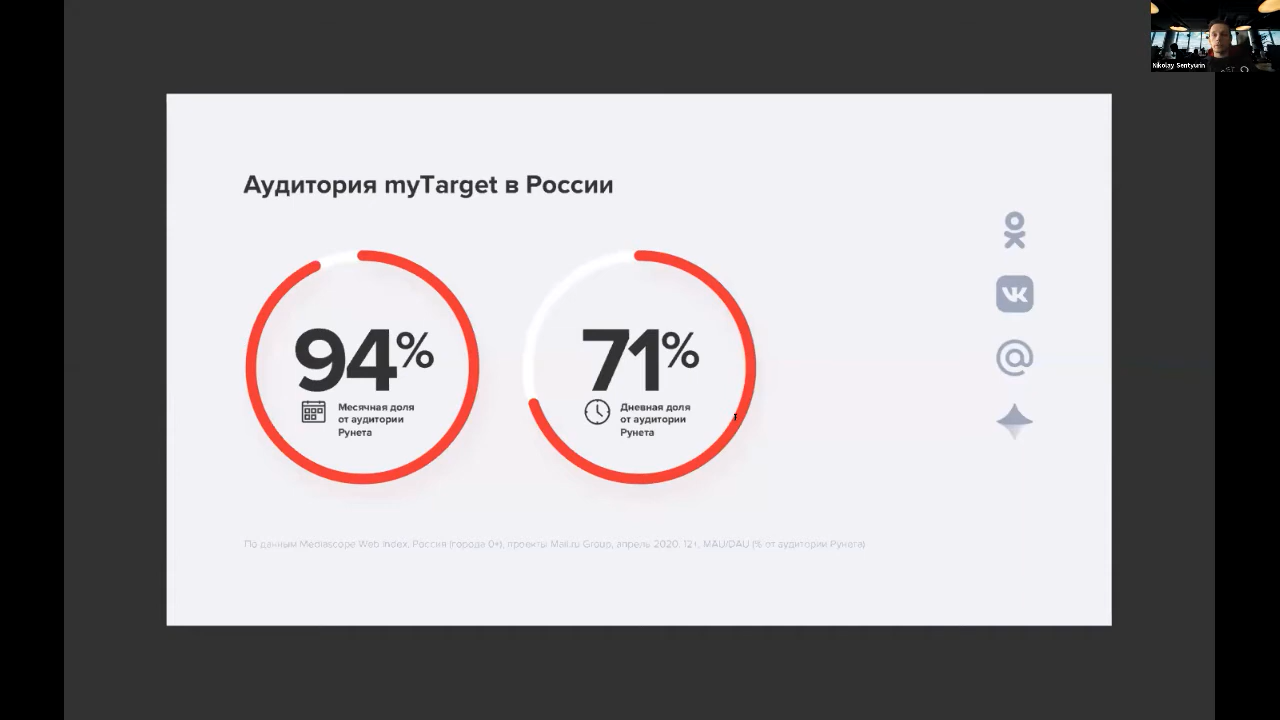 Nikolay Sentyurin
Аудитория myTarget в России
94%
Месячная доля
от аудитории
Рунета
71%
Дневная доля
от аудитории
Рунета
По данным Mediascope Web Index, Россия (города 0+), проекты Mail.ru Group, апрель 2020, 12+, MAU/DAU (% от аудитории Рунета)